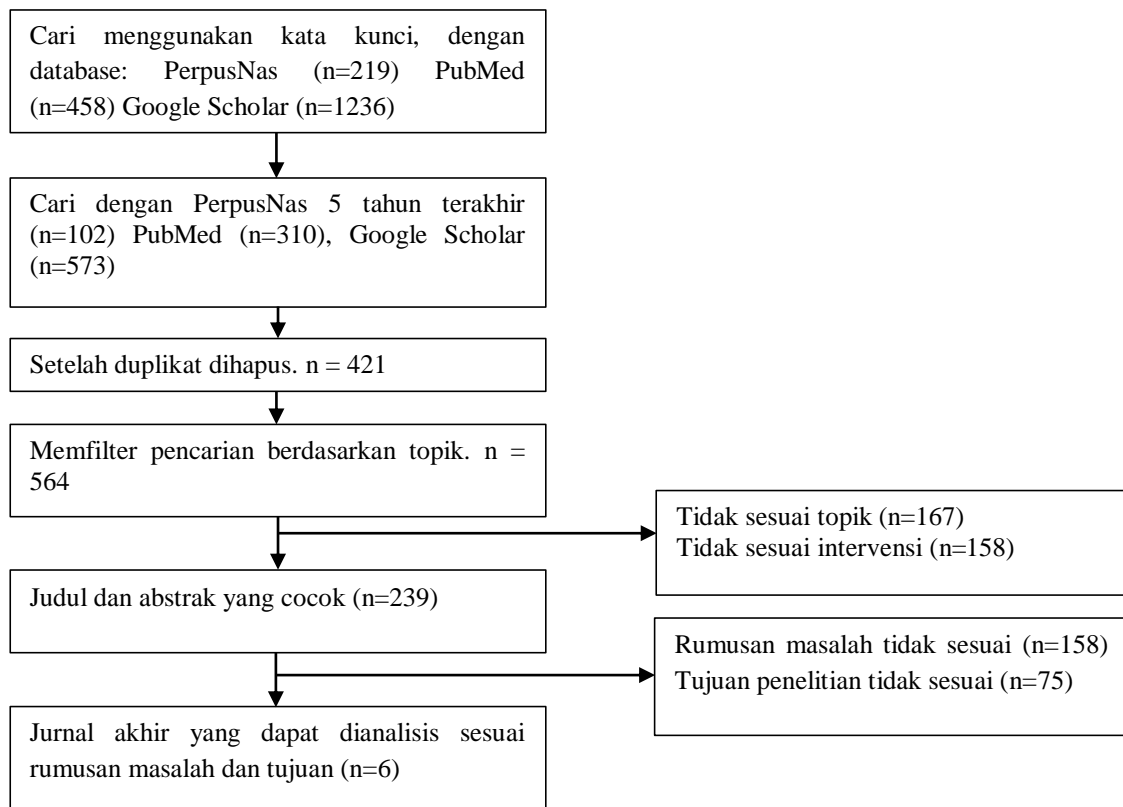 Cari menggunakan kata kunci, dengan
database: PerpusNas (n=219) PubMed
(n=458) Google Scholar (n=1236)
Cari dengan PerpusNas 5 tahun terakhir
(n=102) PubMed (n=310), Google Scholar
(n=573)
Setelah duplikat dihapus. n = 421
Memfilter pencarian berdasarkan topik. n =
564
Tidak sesuai topik (n=167)
Tidak sesuai intervensi (n=158)
Judul dan abstrak yang cocok (n=239)
Rumusan masalah tidak sesuai (n=158)
Tujuan penelitian tidak sesuai (n=75)
Jurnal akhir yang dapat dianalisis sesuai
rumusan masalah dan tujuan (n=6)